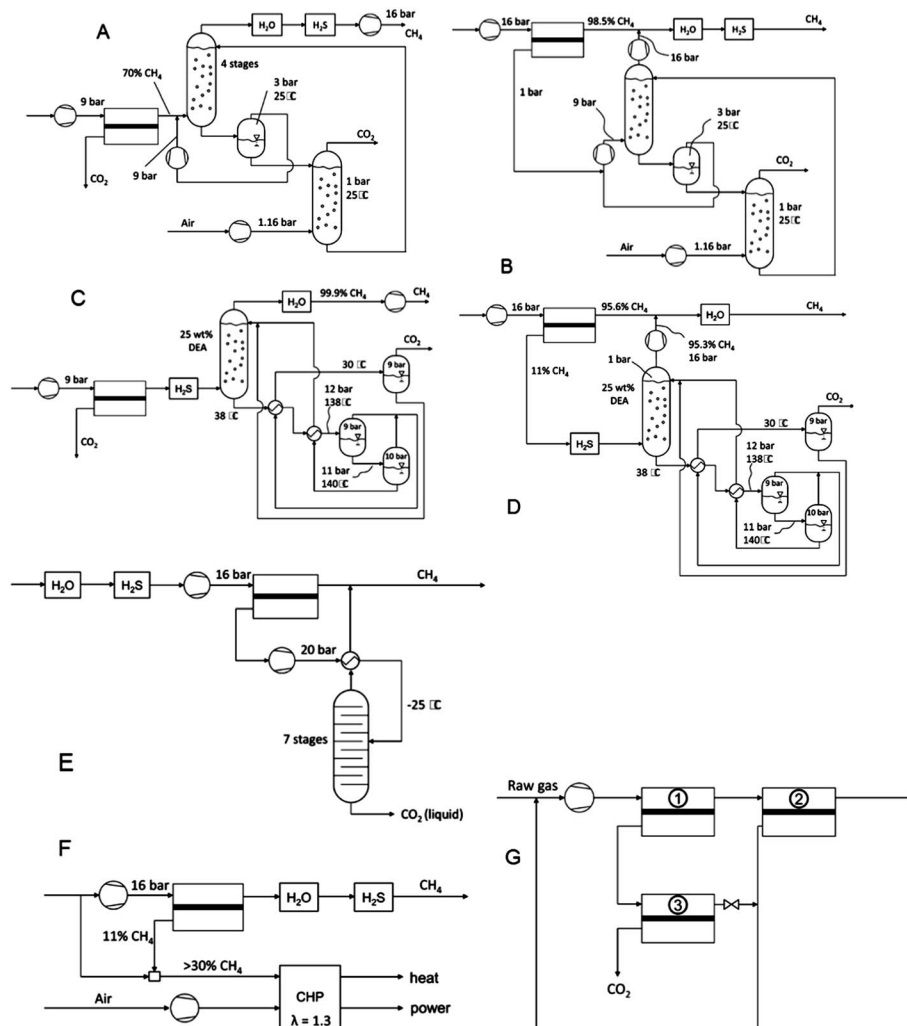 A
H₂O
H₂S
16 bar
CH₄
4 stages
70% CH₄
3 bar
25 °C
9 bar
CO₂
CO₂
9 bar
1 bar
25 °C
Air
1.16 bar
B
16 bar
98.5% CH₄
H₂O
H₂S
CH₄
16 bar
1 bar
9 bar
3 bar
25 °C
CO₂
1 bar
25 °C
Air
1.16 bar
C
H₂O
99.9% CH₄
CH₄
25 wt%
DEA
CO₂
30 °C
9 bar
9 bar
H₂S
12 bar
138 °C
9 bar
38 °C
CO₂
10 bar
11 bar
140 °C
D
16 bar
95.6% CH₄
H₂O
CH₄
95.3% CH₄
16 bar
11% CH₄
1 bar
25 wt%
DEA
CO₂
30 °C
9 bar
H₂S
12 bar
138 °C
38 °C
9 bar
10 bar
11 bar
140 °C
E
H₂O
H₂S
16 bar
CH₄
20 bar
-25 °C
7 stages
CO₂ (liquid)
F
16 bar
H₂O
H₂S
CH₄
11% CH₄
>30% CH₄
heat
Air
CHP
λ = 1.3
power
G
Raw gas
①
②
③
CO₂